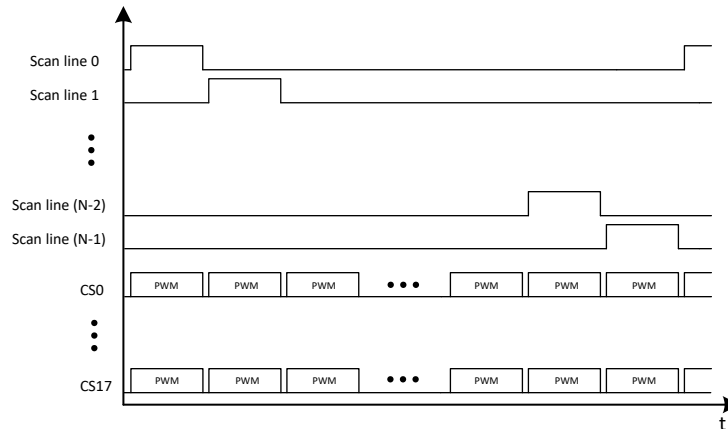 Scan line 0
Scan line 1
Scan line (N-2)
Scan line (N-1)
CS0 PWM PWM PWM PWM PWM PWM
CS17 PWM PWM PWM PWM PWM PWM
t